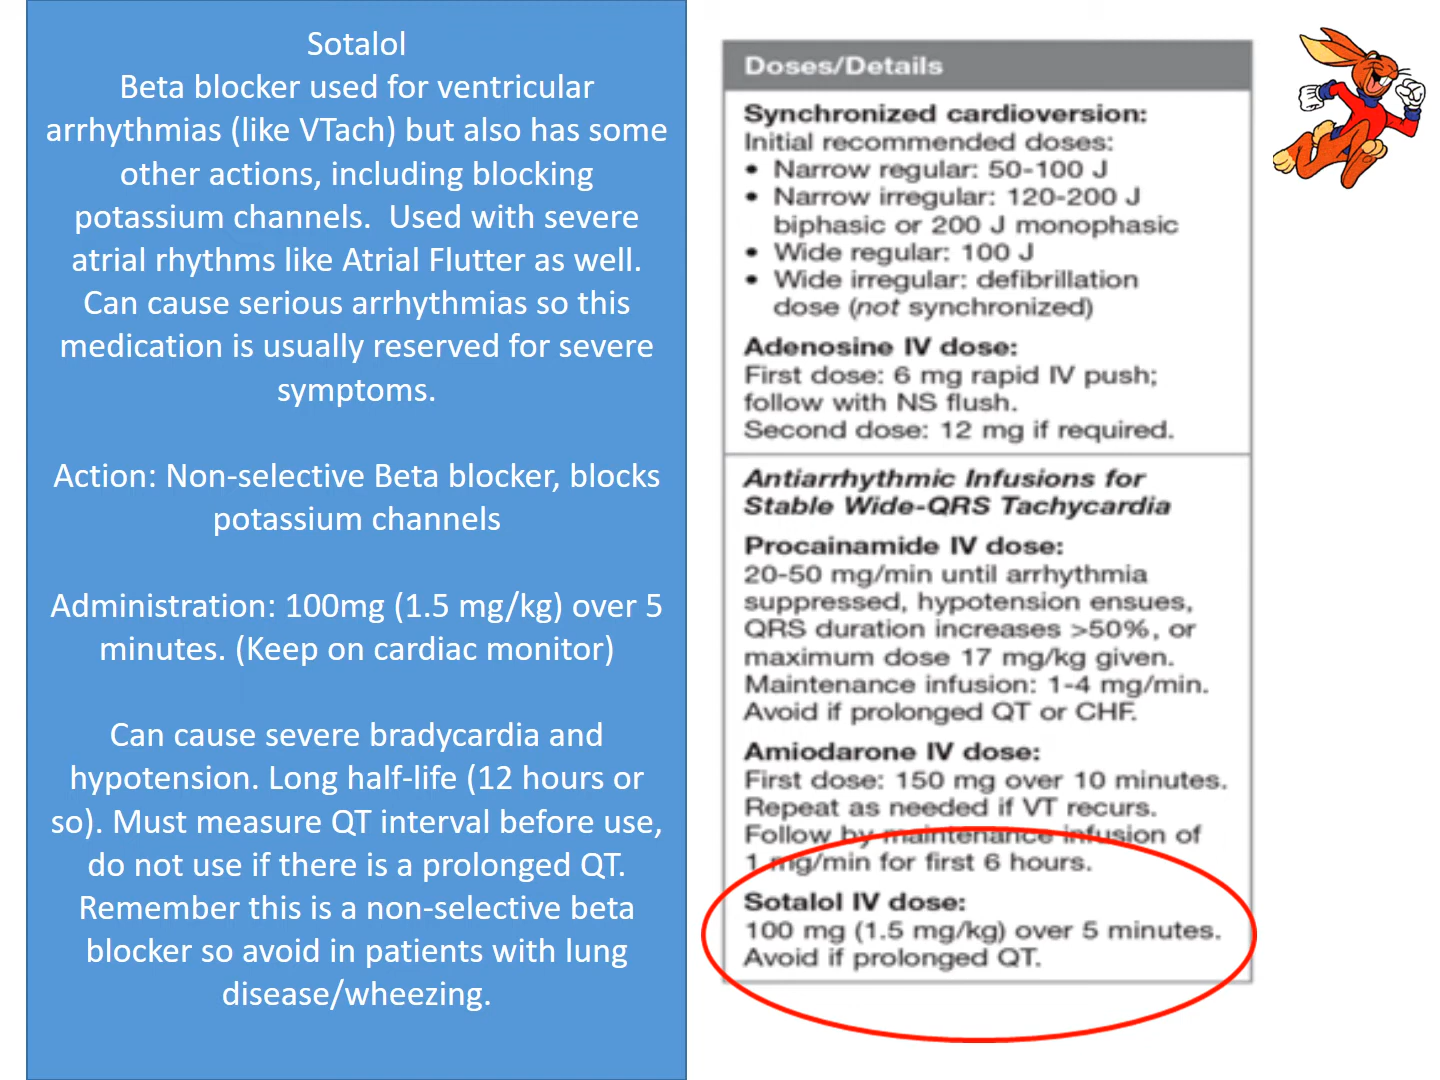 Sotalol
Beta blocker used for ventricular
arrhythmias (like VTach) but also has some
other actions, including blocking
potassium channels.  Used with severe
atrial rhythms like Atrial Flutter as well.
Can cause serious arrhythmias so this
medication is usually reserved for severe
symptoms.
Action: Non-selective Beta blocker, blocks
potassium channels
Administration: 100mg (1.5 mg/kg) over 5
minutes. (Keep on cardiac monitor)
Can cause severe bradycardia and
hypotension. Long half-life (12 hours or
so). Must measure QT interval before use,
do not use if there is a prolonged QT.
Remember this is a non-selective beta
blocker so avoid in patients with lung
disease/wheezing.
Doses/Details
Synchronized cardioversion:
Initial recommended doses:
• Narrow regular: 50-100 J
• Narrow irregular: 120-200 J
biphasic or 200 J monophasic
• Wide regular: 100 J
• Wide irregular: defibrillation
dose (not synchronized)
Adenosine IV dose:
First dose: 6 mg rapid IV push;
follow with NS flush.
Second dose: 12 mg if required.
Antiarrhythmic Infusions for
Stable Wide-QRS Tachycardia
Procainamide IV dose:
20-50 mg/min until arrhythmia
suppressed, hypotension ensues,
QRS duration increases >50%, or
maximum dose 17 mg/kg given.
Maintenance infusion: 1-4 mg/min.
Avoid if prolonged QT or CHF.
Amiodarone IV dose:
First dose: 150 mg over 10 minutes.
Repeat as needed if VT recurs.
Follow by maintenance infusion of
1 mg/min for first 6 hours.
Sotalol IV dose:
100 mg (1.5 mg/kg) over 5 minutes.
Avoid if prolonged QT.